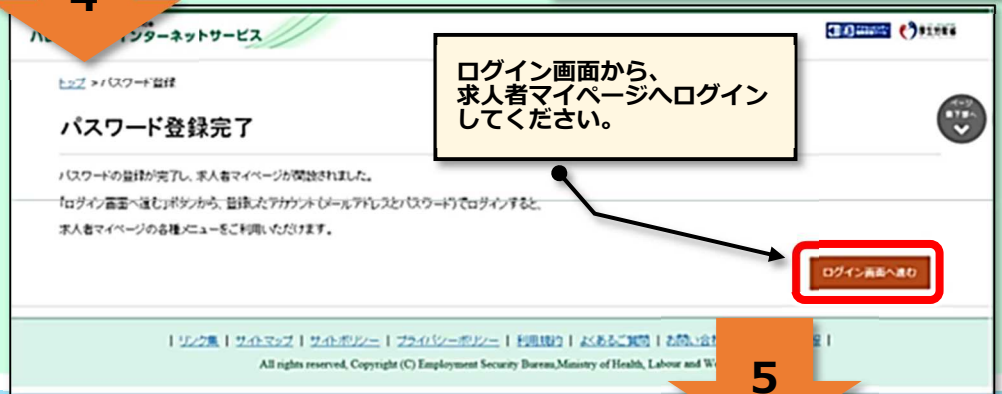 4
ターネットサービス
厚生労働省
トップ > パスワード登録
ログイン画面から、
求人者マイページへログイン
してください。
ページ
最下部へ
パスワード登録完了
パスワードの登録が完了し、求人者マイページが開設されました。
「ログイン画面へ進む」ボタンから、登録したアカウント(メールアドレスとパスワード)でログインすると、
求人者マイページの各種メニューをご利用いただけます。
ログイン画面へ進む
| リンク集 | サイトマップ | サイトポリシー | プライバシーポリシー | 利用規約 | よくあるご質問 | お問い合わ
All rights reserved, Copyright (C) Employment Security Bureau,Ministry of Health, Labour and W
5